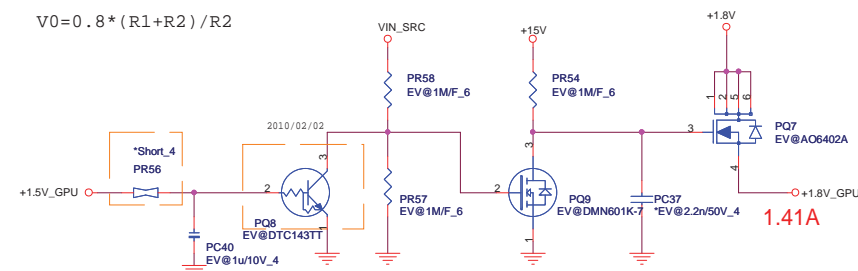 V0=0.8*(R1+R2)/R2
+1.8V
VIN_SRC
+15V
PR58
EV@1M/F_6
PR54
EV@1M/F_6
1
2
5
6
2010/02/02
3
PQ7
EV@AO6402A
*Short_4
PR56
3
3
4
+1.5V_GPU
2
PR57
EV@1M/F_6
2
PQ9
EV@DMN601K-7
PC37
*EV@2.2n/50V_4
+1.8V_GPU
1.41A
PQ8
EV@DTC143TT
1
1
PC40
EV@1u/10V_4